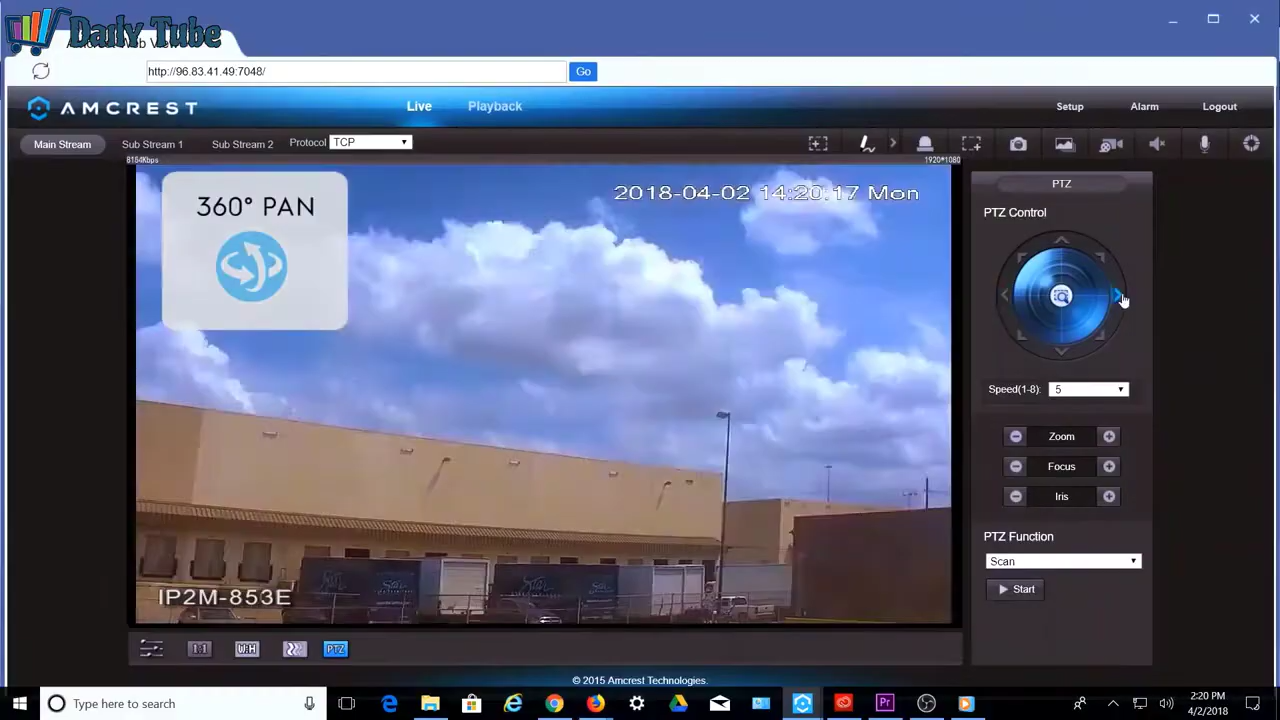 Daily Tube
http://96.83.41.49:7048/
Go
AMCREST
Live
Playback
Setup
Alarm
Logout
Main Stream
Sub Stream 1
Sub Stream 2
Protocol
TCP
8154Kbps
1920*1080
PTZ
360° PAN
2018-04-02 14:20:17 Mon
PTZ Control
Speed(1-8):
5
Zoom
Focus
Iris
PTZ Function
Scan
Start
IP2M-853E
1:1
W:H
PTZ
© 2015 Amcrest Technologies.
Type here to search
2:20 PM
4/2/2018